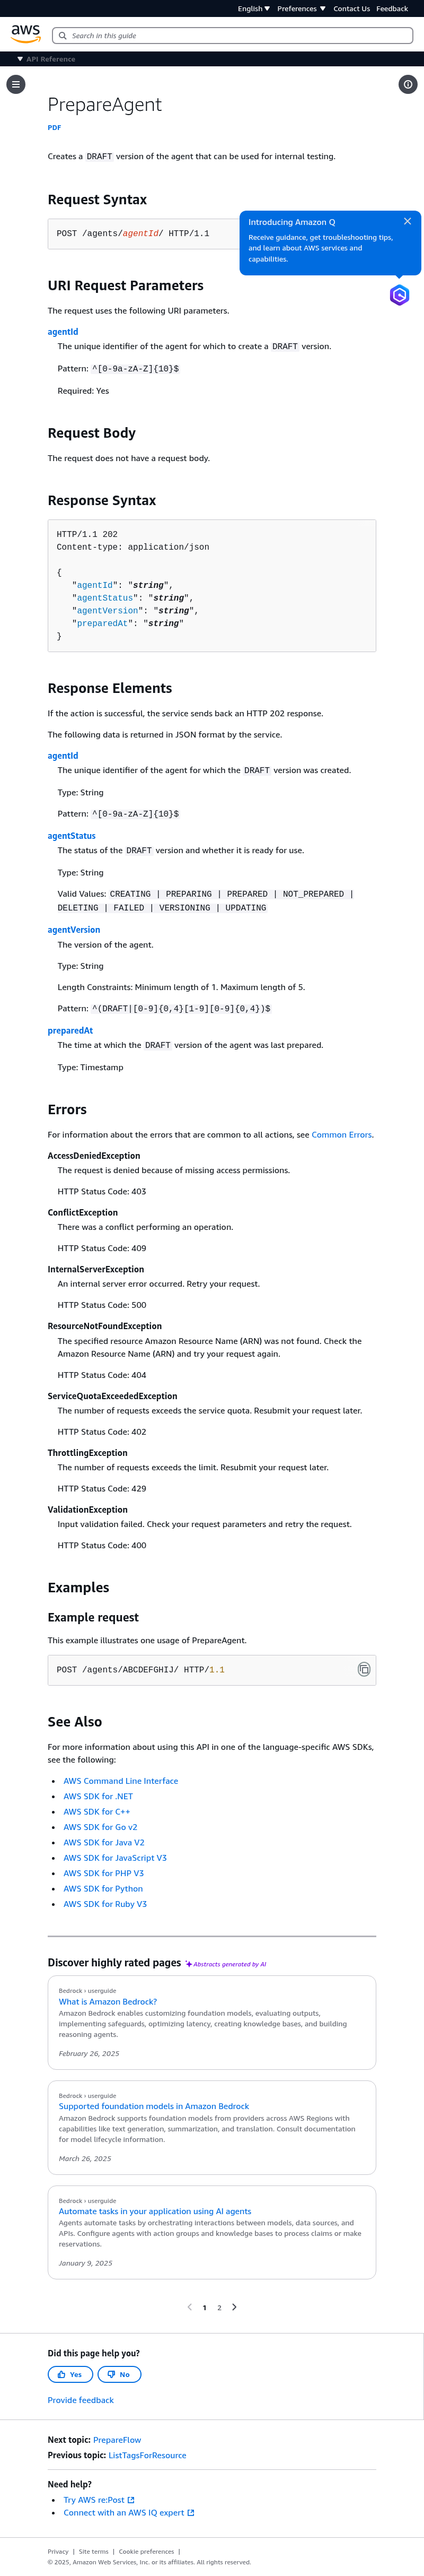 English Preferences Contact Us Feedback
aws
Search in this guide
API Reference
PrepareAgent
PDF
Creates a DRAFT version of the agent that can be used for internal testing.
Request Syntax
POST /agents/agentId/ HTTP/1.1
Introducing Amazon Q
Receive guidance, get troubleshooting tips,
and learn about AWS services and
capabilities.
URI Request Parameters
The request uses the following URI parameters.
agentId
The unique identifier of the agent for which to create a DRAFT version.
Pattern: ^[0-9a-zA-Z]{10}$
Required: Yes
Request Body
The request does not have a request body.
Response Syntax
HTTP/1.1 202
Content-type: application/json
{
"agentId": "string",
"agentStatus": "string",
"agentVersion": "string",
"preparedAt": "string"
}
Response Elements
If the action is successful, the service sends back an HTTP 202 response.
The following data is returned in JSON format by the service.
agentId
The unique identifier of the agent for which the DRAFT version was created.
Type: String
Pattern: ^[0-9a-zA-Z]{10}$
agentStatus
The status of the DRAFT version and whether it is ready for use.
Type: String
Valid Values: CREATING | PREPARING | PREPARED | NOT_PREPARED |
DELETING | FAILED | VERSIONING | UPDATING
agentVersion
The version of the agent.
Type: String
Length Constraints: Minimum length of 1. Maximum length of 5.
Pattern: ^(DRAFT|[0-9]{0,4}[1-9][0-9]{0,4})$
preparedAt
The time at which the DRAFT version of the agent was last prepared.
Type: Timestamp
Errors
For information about the errors that are common to all actions, see Common Errors.
AccessDeniedException
The request is denied because of missing access permissions.
HTTP Status Code: 403
ConflictException
There was a conflict performing an operation.
HTTP Status Code: 409
InternalServerException
An internal server error occurred. Retry your request.
HTTP Status Code: 500
ResourceNotFoundException
The specified resource Amazon Resource Name (ARN) was not found. Check the
Amazon Resource Name (ARN) and try your request again.
HTTP Status Code: 404
ServiceQuotaExceededException
The number of requests exceeds the service quota. Resubmit your request later.
HTTP Status Code: 402
ThrottlingException
The number of requests exceeds the limit. Resubmit your request later.
HTTP Status Code: 429
ValidationException
Input validation failed. Check your request parameters and retry the request.
HTTP Status Code: 400
Examples
Example request
This example illustrates one usage of PrepareAgent.
POST /agents/ABCDEFGHIJ/ HTTP/1.1
See Also
For more information about using this API in one of the language-specific AWS SDKs,
see the following:
• AWS Command Line Interface
• AWS SDK for .NET
• AWS SDK for C++
• AWS SDK for Go v2
• AWS SDK for Java V2
• AWS SDK for JavaScript V3
• AWS SDK for PHP V3
• AWS SDK for Python
• AWS SDK for Ruby V3
Discover highly rated pages Abstracts generated by AI
Bedrock › userguide
What is Amazon Bedrock?
Amazon Bedrock enables customizing foundation models, evaluating outputs,
implementing safeguards, optimizing latency, creating knowledge bases, and building
reasoning agents.
February 26, 2025
Bedrock › userguide
Supported foundation models in Amazon Bedrock
Amazon Bedrock supports foundation models from providers across AWS Regions with
capabilities like text generation, summarization, and translation. Consult documentation
for model lifecycle information.
March 26, 2025
Bedrock › userguide
Automate tasks in your application using AI agents
Agents automate tasks by orchestrating interactions between models, data sources, and
APIs. Configure agents with action groups and knowledge bases to process claims or make
reservations.
January 9, 2025
1 2
Did this page help you?
Yes No
Provide feedback
Next topic: PrepareFlow
Previous topic: ListTagsForResource
Need help?
• Try AWS re:Post
• Connect with an AWS IQ expert
Privacy | Site terms | Cookie preferences |
© 2025, Amazon Web Services, Inc. or its affiliates. All rights reserved.